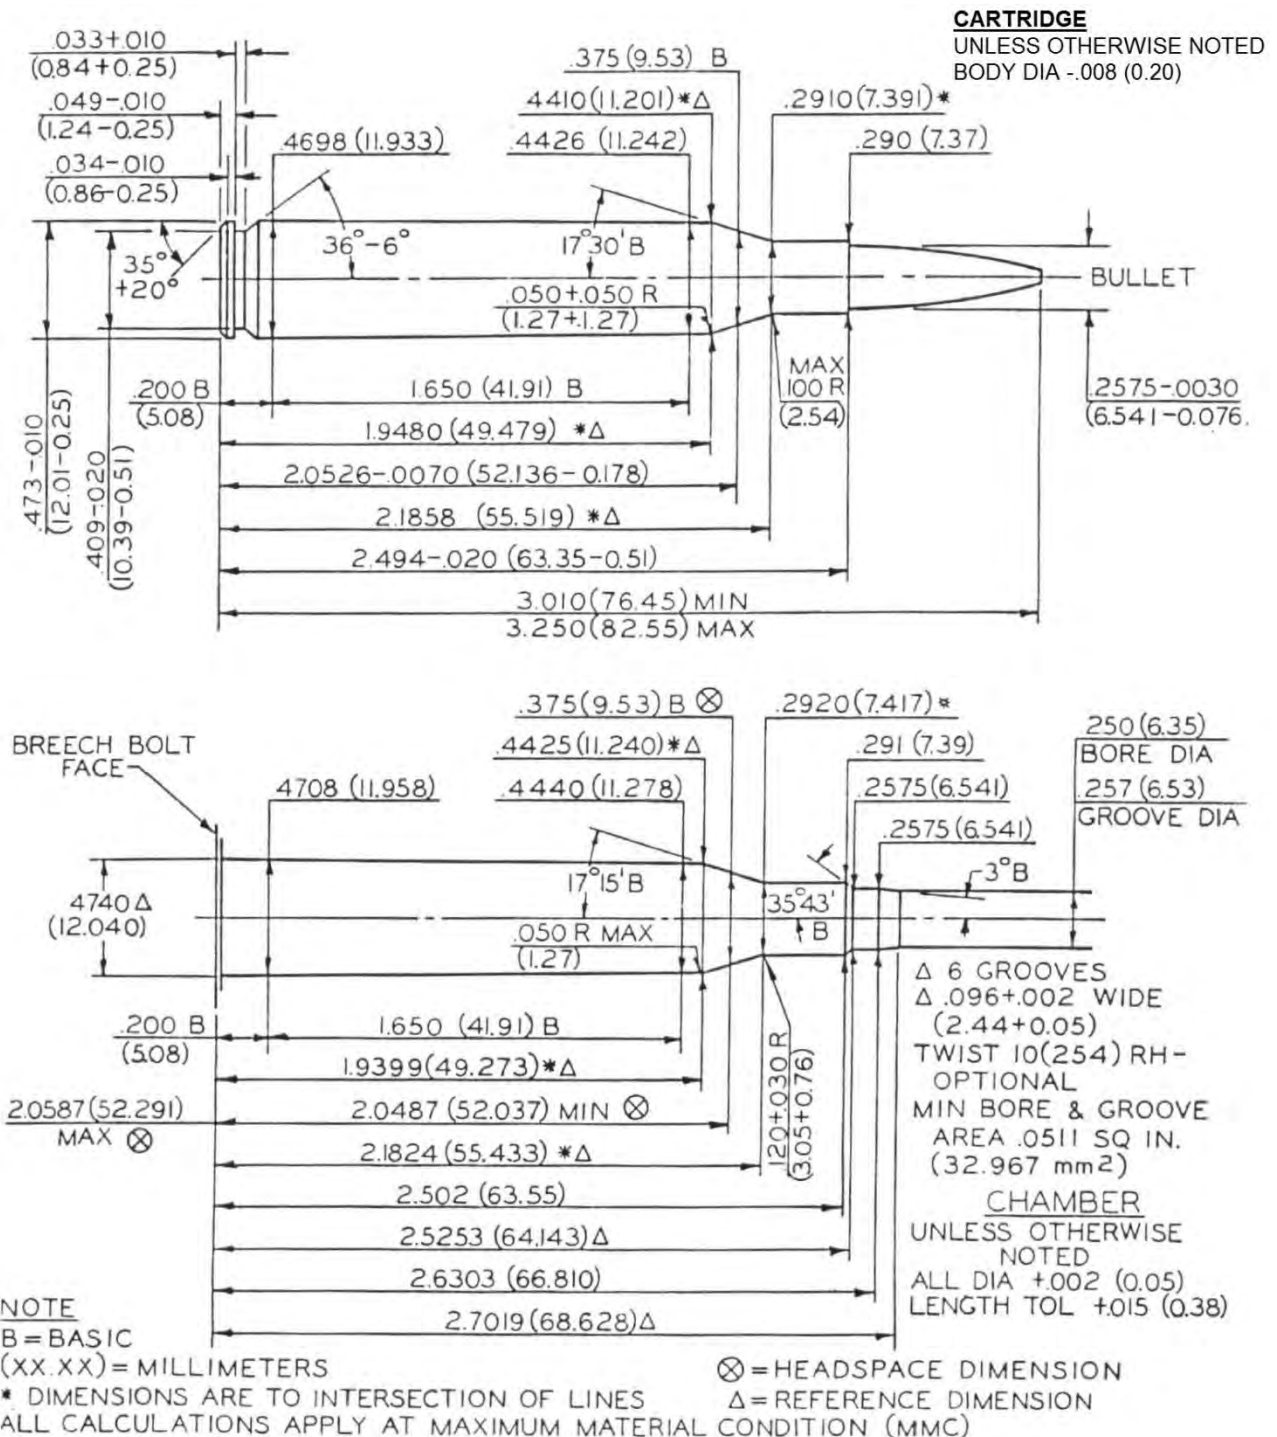 CARTRIDGE
UNLESS OTHERWISE NOTED
BODY DIA -.008 (0.20)
.033+.010
(0.84+0.25)
.049-.010
(1.24-0.25)
.034-.010
(0.86-0.25)
.375 (9.53) B
.4410(11.201)*Δ
.4426 (11.242)
.4698 (11.933)
.2910(7.391)*
.290 (7.37)
35°
+20°
36°-6°
17°30'B
.050+.050 R
(1.27+1.27)
BULLET
.473-.010
(12.01-0.25)
.409-.020
(10.39-0.51)
.200 B
(5.08)
1.650 (41.91) B
MAX
.100 R
(2.54)
.2575-.0030
(6.541-0.076
1.9480 (49.479) *Δ
2.0526-.0070 (52.136-0.178)
2.1858 (55.519) *Δ
2.494-.020 (63.35-0.51)
3.010(76.45) MIN
3.250(82.55) MAX
BREECH BOLT
FACE
.375(9.53) B ⊗
.4425(11.240)*Δ
.4440(11.278)
.4708 (11.958)
.2920(7.417)*
.291 (7.39)
.2575(6.541)
.2575(6.541)
.250 (6.35)
BORE DIA
.257 (6.53)
GROOVE DIA
.4740Δ
(12.040)
17°15'B
35°43'
B
3°B
.050 R MAX
(1.27)
.200 B
(5.08)
1.650 (41.91) B
1.9399(49.273)*Δ
2.0587(52.291)
MAX ⊗
2.0487 (52.037) MIN ⊗
2.1824 (55.433) *Δ
.120+.030 R
(3.05+0.76)
2.502 (63.55)
2.5253 (64.143)Δ
2.6303 (66.810)
2.7019(68.628)Δ
Δ 6 GROOVES
Δ .096+.002 WIDE
(2.44+0.05)
TWIST 10(254) RH-
OPTIONAL
MIN BORE & GROOVE
AREA .0511 SQ IN.
(32.967 mm2)
CHAMBER
UNLESS OTHERWISE
NOTED
ALL DIA +.002 (0.05)
LENGTH TOL +.015 (0.38)
NOTE
B = BASIC
(XX.XX) = MILLIMETERS
* DIMENSIONS ARE TO INTERSECTION OF LINES
ALL CALCULATIONS APPLY AT MAXIMUM MATERIAL CONDITION (MMC)
⊗ = HEADSPACE DIMENSION
Δ = REFERENCE DIMENSION